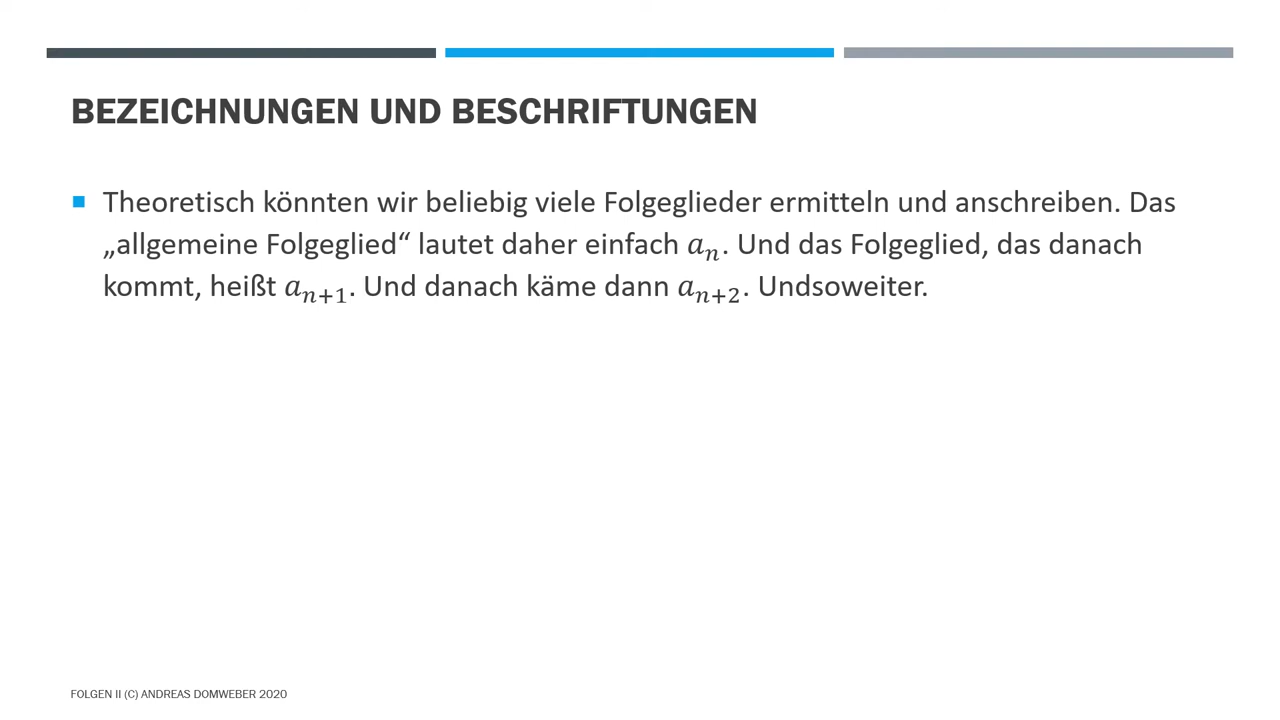 BEZEICHNUNGEN UND BESCHRIFTUNGEN
Theoretisch könnten wir beliebig viele Folgeglieder ermitteln und anschreiben. Das
„allgemeine Folgeglied“ lautet daher einfach aₙ. Und das Folgeglied, das danach
kommt, heißt aₙ₊₁. Und danach käme dann aₙ₊₂. Undsoweiter.
FOLGEN II (C) ANDREAS DOMWEBER 2020